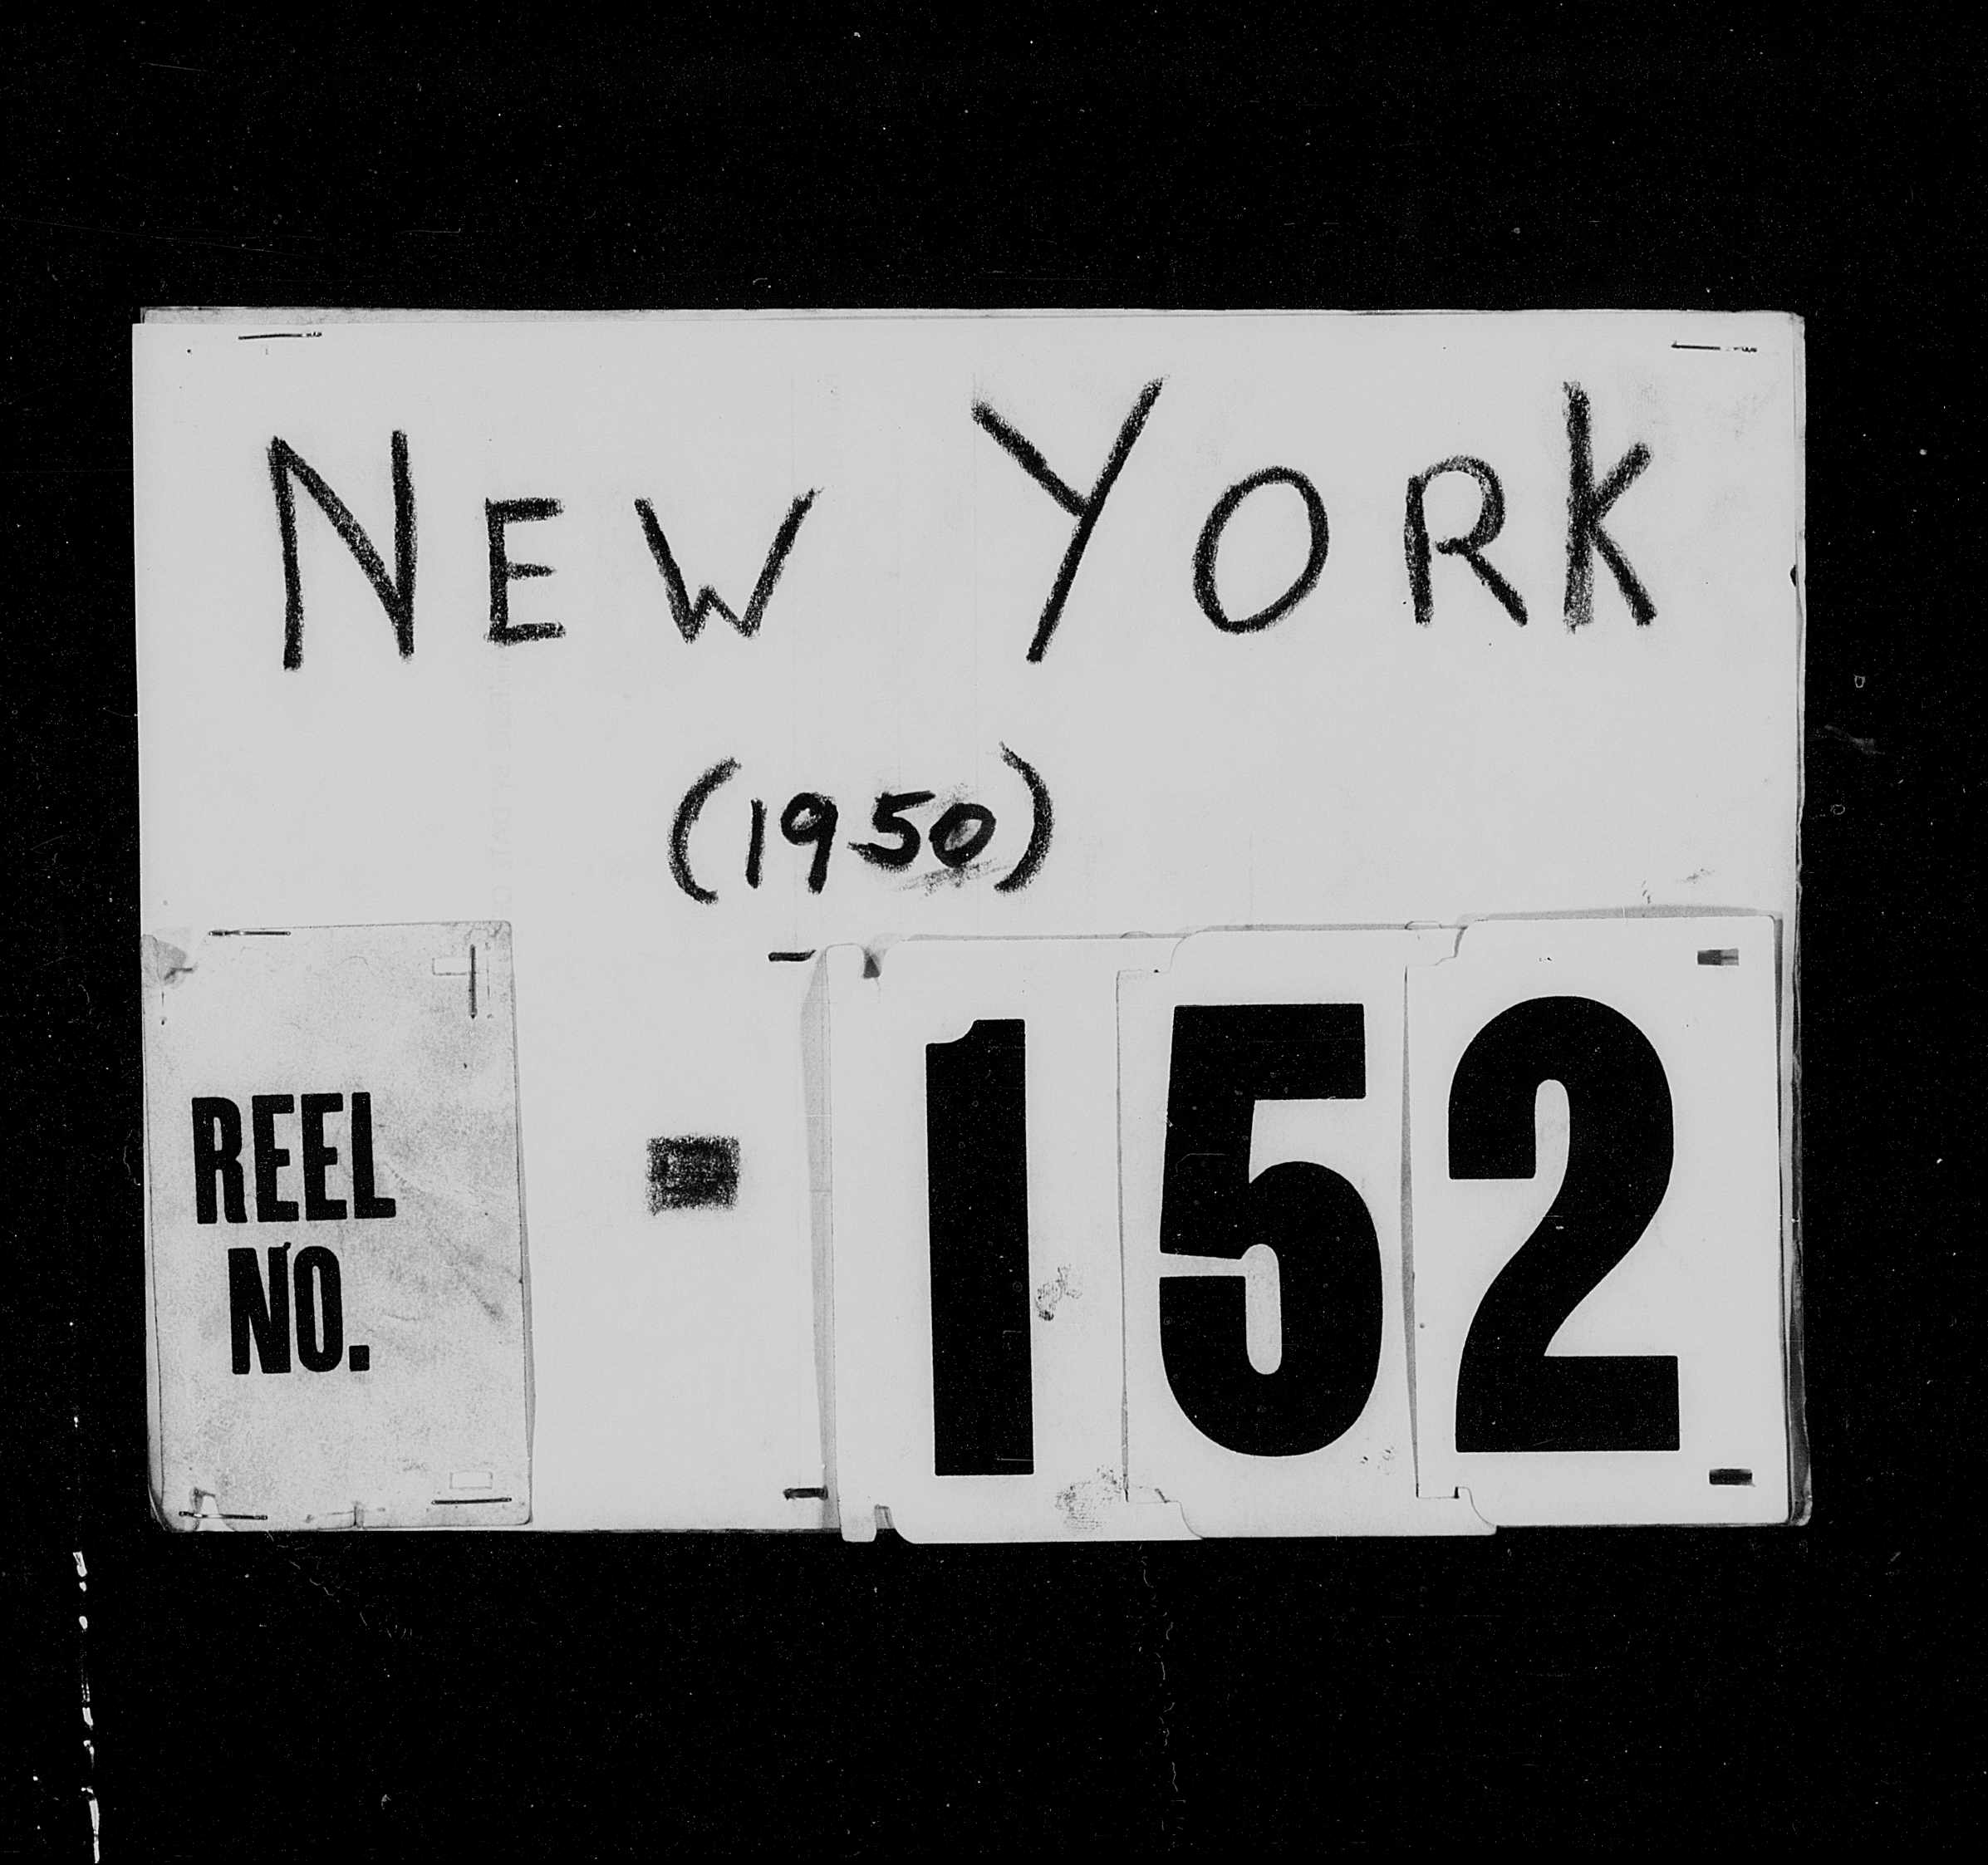 NEW YORK
(1950)
REEL
NO.
- 152